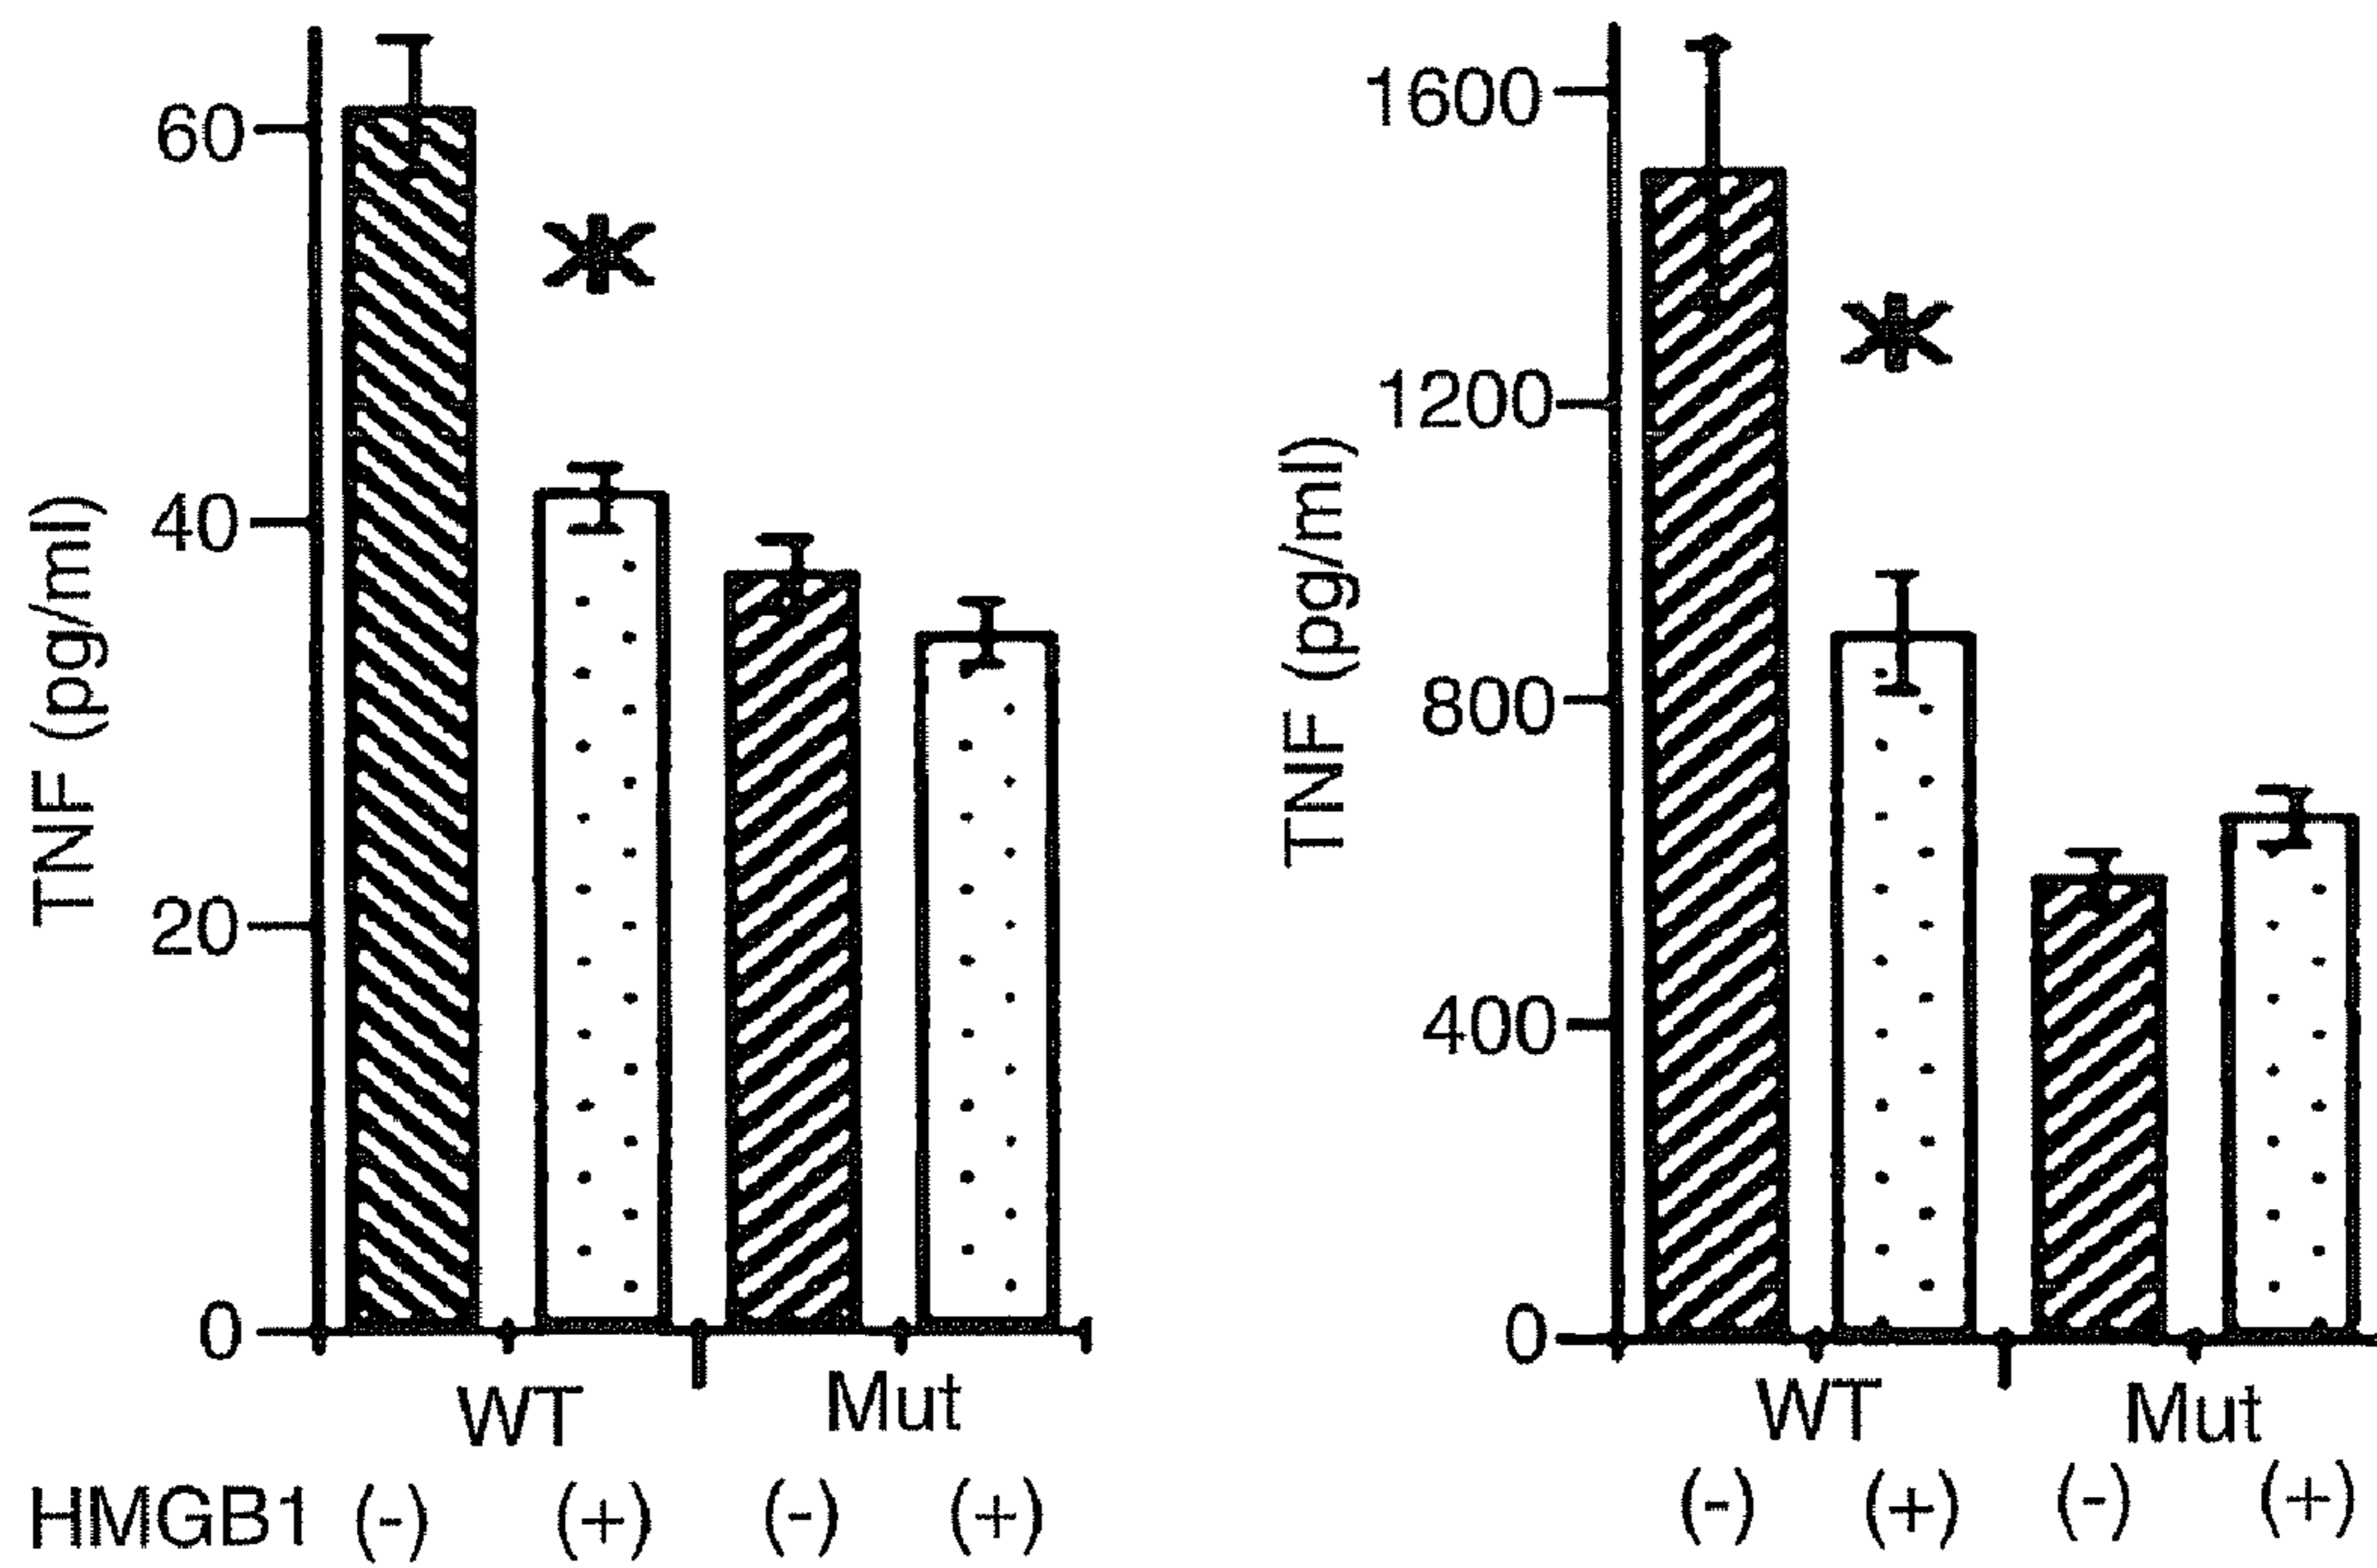 TNF (pg/ml)
60
40
20
0
*
WT Mut
HMGB1 (-) (+) (-) (+)
TNF (pg/ml)
1600
1200
800
400
0
*
WT Mut
(-) (+) (-) (+)